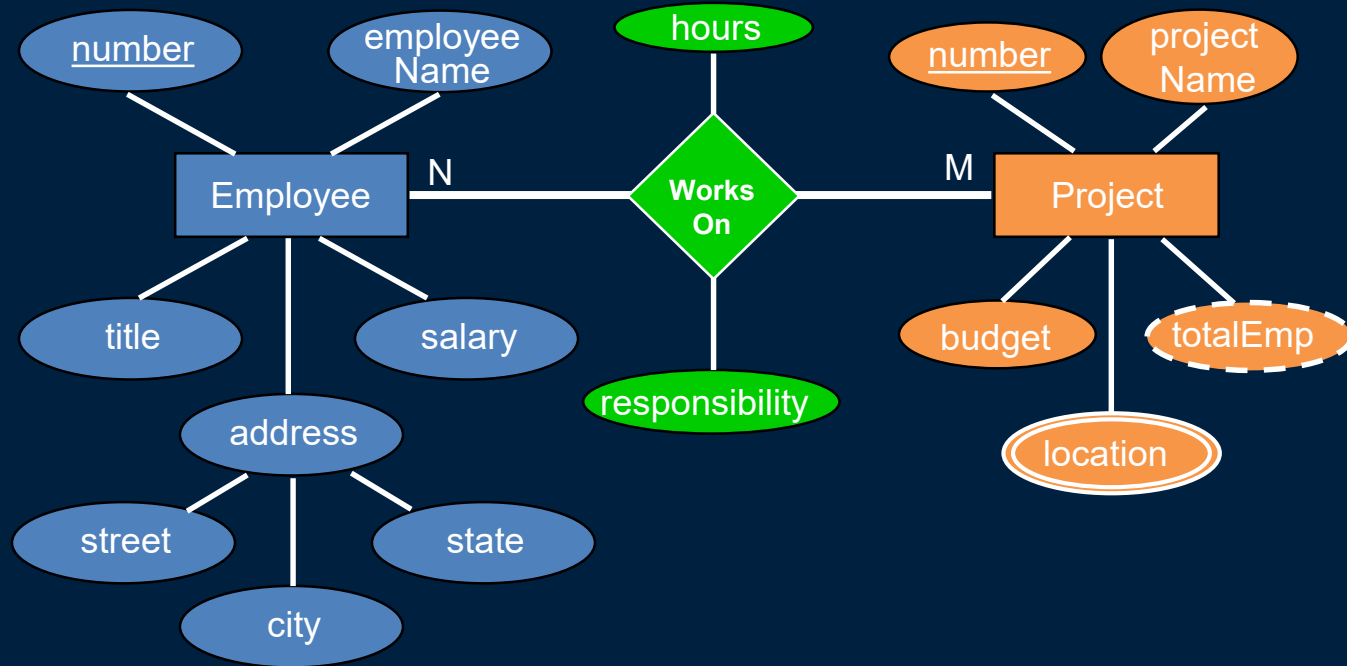 number
employee
Name
hours
number
project
Name
Employee
N
Works
On
M
Project
title
salary
budget
totalEmp
responsibility
address
location
street
state
city